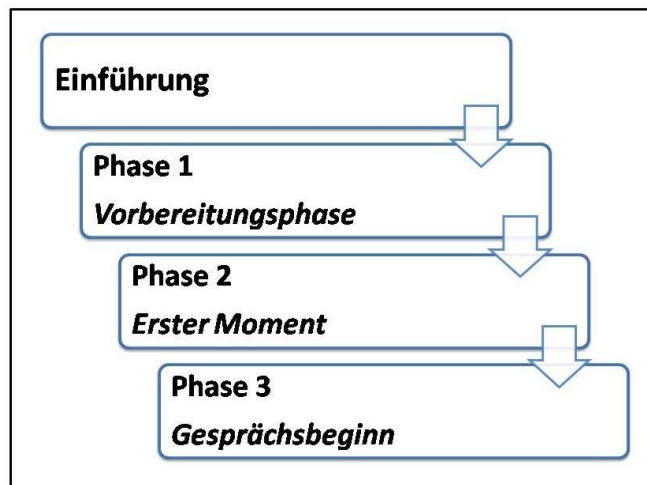 Einführung
Phase 1
Vorbereitungsphase
Phase 2
Erster Moment
Phase 3
Gesprächsbeginn